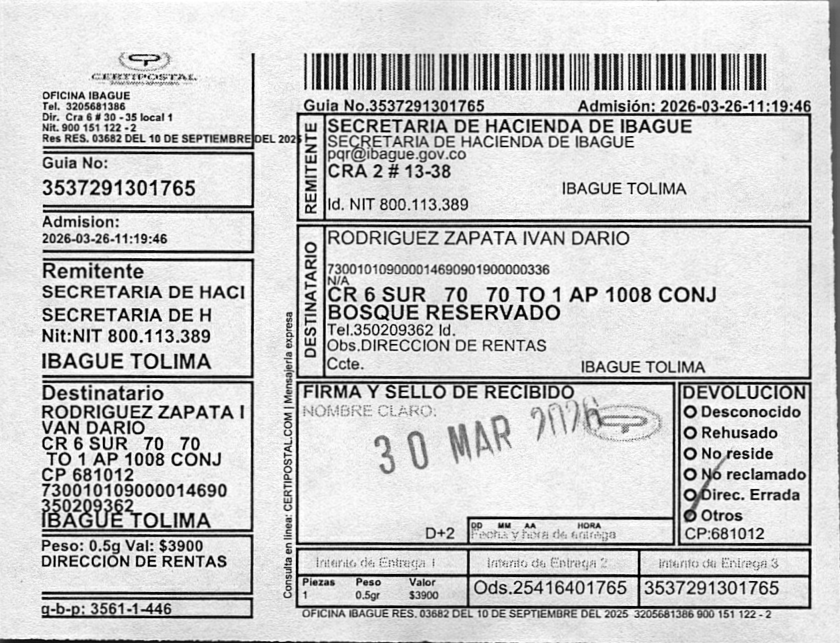 CERTIPOSTAL
OFICINA IBAGUE
Tel. 3205681386
Dir. Cra 6 # 30 - 35 local 1
Nit. 900 151 122 - 2
Res RES. 03682 DEL 10 DE SEPTIEMBRE DEL 2025
Guia No:
3537291301765
Admision:
2026-03-26-11:19:46
Remitente
SECRETARIA DE HACI
SECRETARIA DE H
Nit:NIT 800.113.389
IBAGUE TOLIMA
Destinatario
RODRIGUEZ ZAPATA I
VAN DARIO
CR 6 SUR 70 70
TO 1 AP 1008 CONJ
CP 681012
7300101090000014690
350209362
IBAGUE TOLIMA
Peso: 0.5g Val: $3900
DIRECCION DE RENTAS
g-b-p: 3561-1-446
Consulta en linea: CERTIPOSTAL.COM | Mensajería expresa
Guia No.3537291301765 Admisión: 2026-03-26-11:19:46
REMITENTE
SECRETARIA DE HACIENDA DE IBAGUE
SECRETARIA DE HACIENDA DE IBAGUE
pqr@ibague.gov.co
CRA 2 # 13-38
IBAGUE TOLIMA
Id. NIT 800.113.389
DESTINATARIO
RODRIGUEZ ZAPATA IVAN DARIO
730010109000014690901900000336
N/A
CR 6 SUR 70 70 TO 1 AP 1008 CONJ
BOSQUE RESERVADO
Tel.350209362 Id.
Obs.DIRECCION DE RENTAS
Ccte. IBAGUE TOLIMA
FIRMA Y SELLO DE RECIBIDO
NOMBRE CLARO:
30 MAR 2026
D+2
DD MM AA HORA
Fecha y hora de entrega
DEVOLUCION
Desconocido
Rehusado
No reside
No reclamado
Direc. Errada
Otros
CP:681012
Intento de Entrega 1 Intento de Entrega 2 Intento de Entrega 3
Piezas Peso Valor
1 0.5gr $3900
Ods.25416401765 3537291301765
OFICINA IBAGUE RES. 03682 DEL 10 DE SEPTIEMBRE DEL 2025 3205681386 900 151 122 - 2